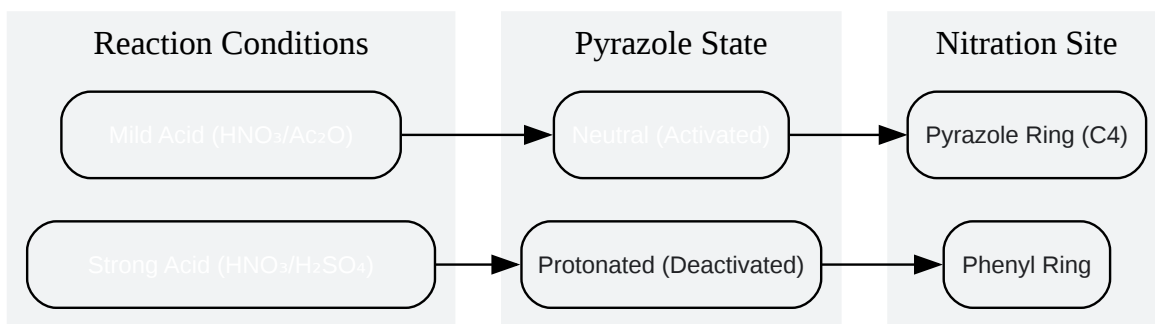 Reaction Conditions
Pyrazole State
Nitration Site
Mild Acid (HNO₃/Ac₂O)
Neutral (Activated)
Pyrazole Ring (C4)
Strong Acid (HNO₃/H₂SO₄)
Protonated (Deactivated)
Phenyl Ring